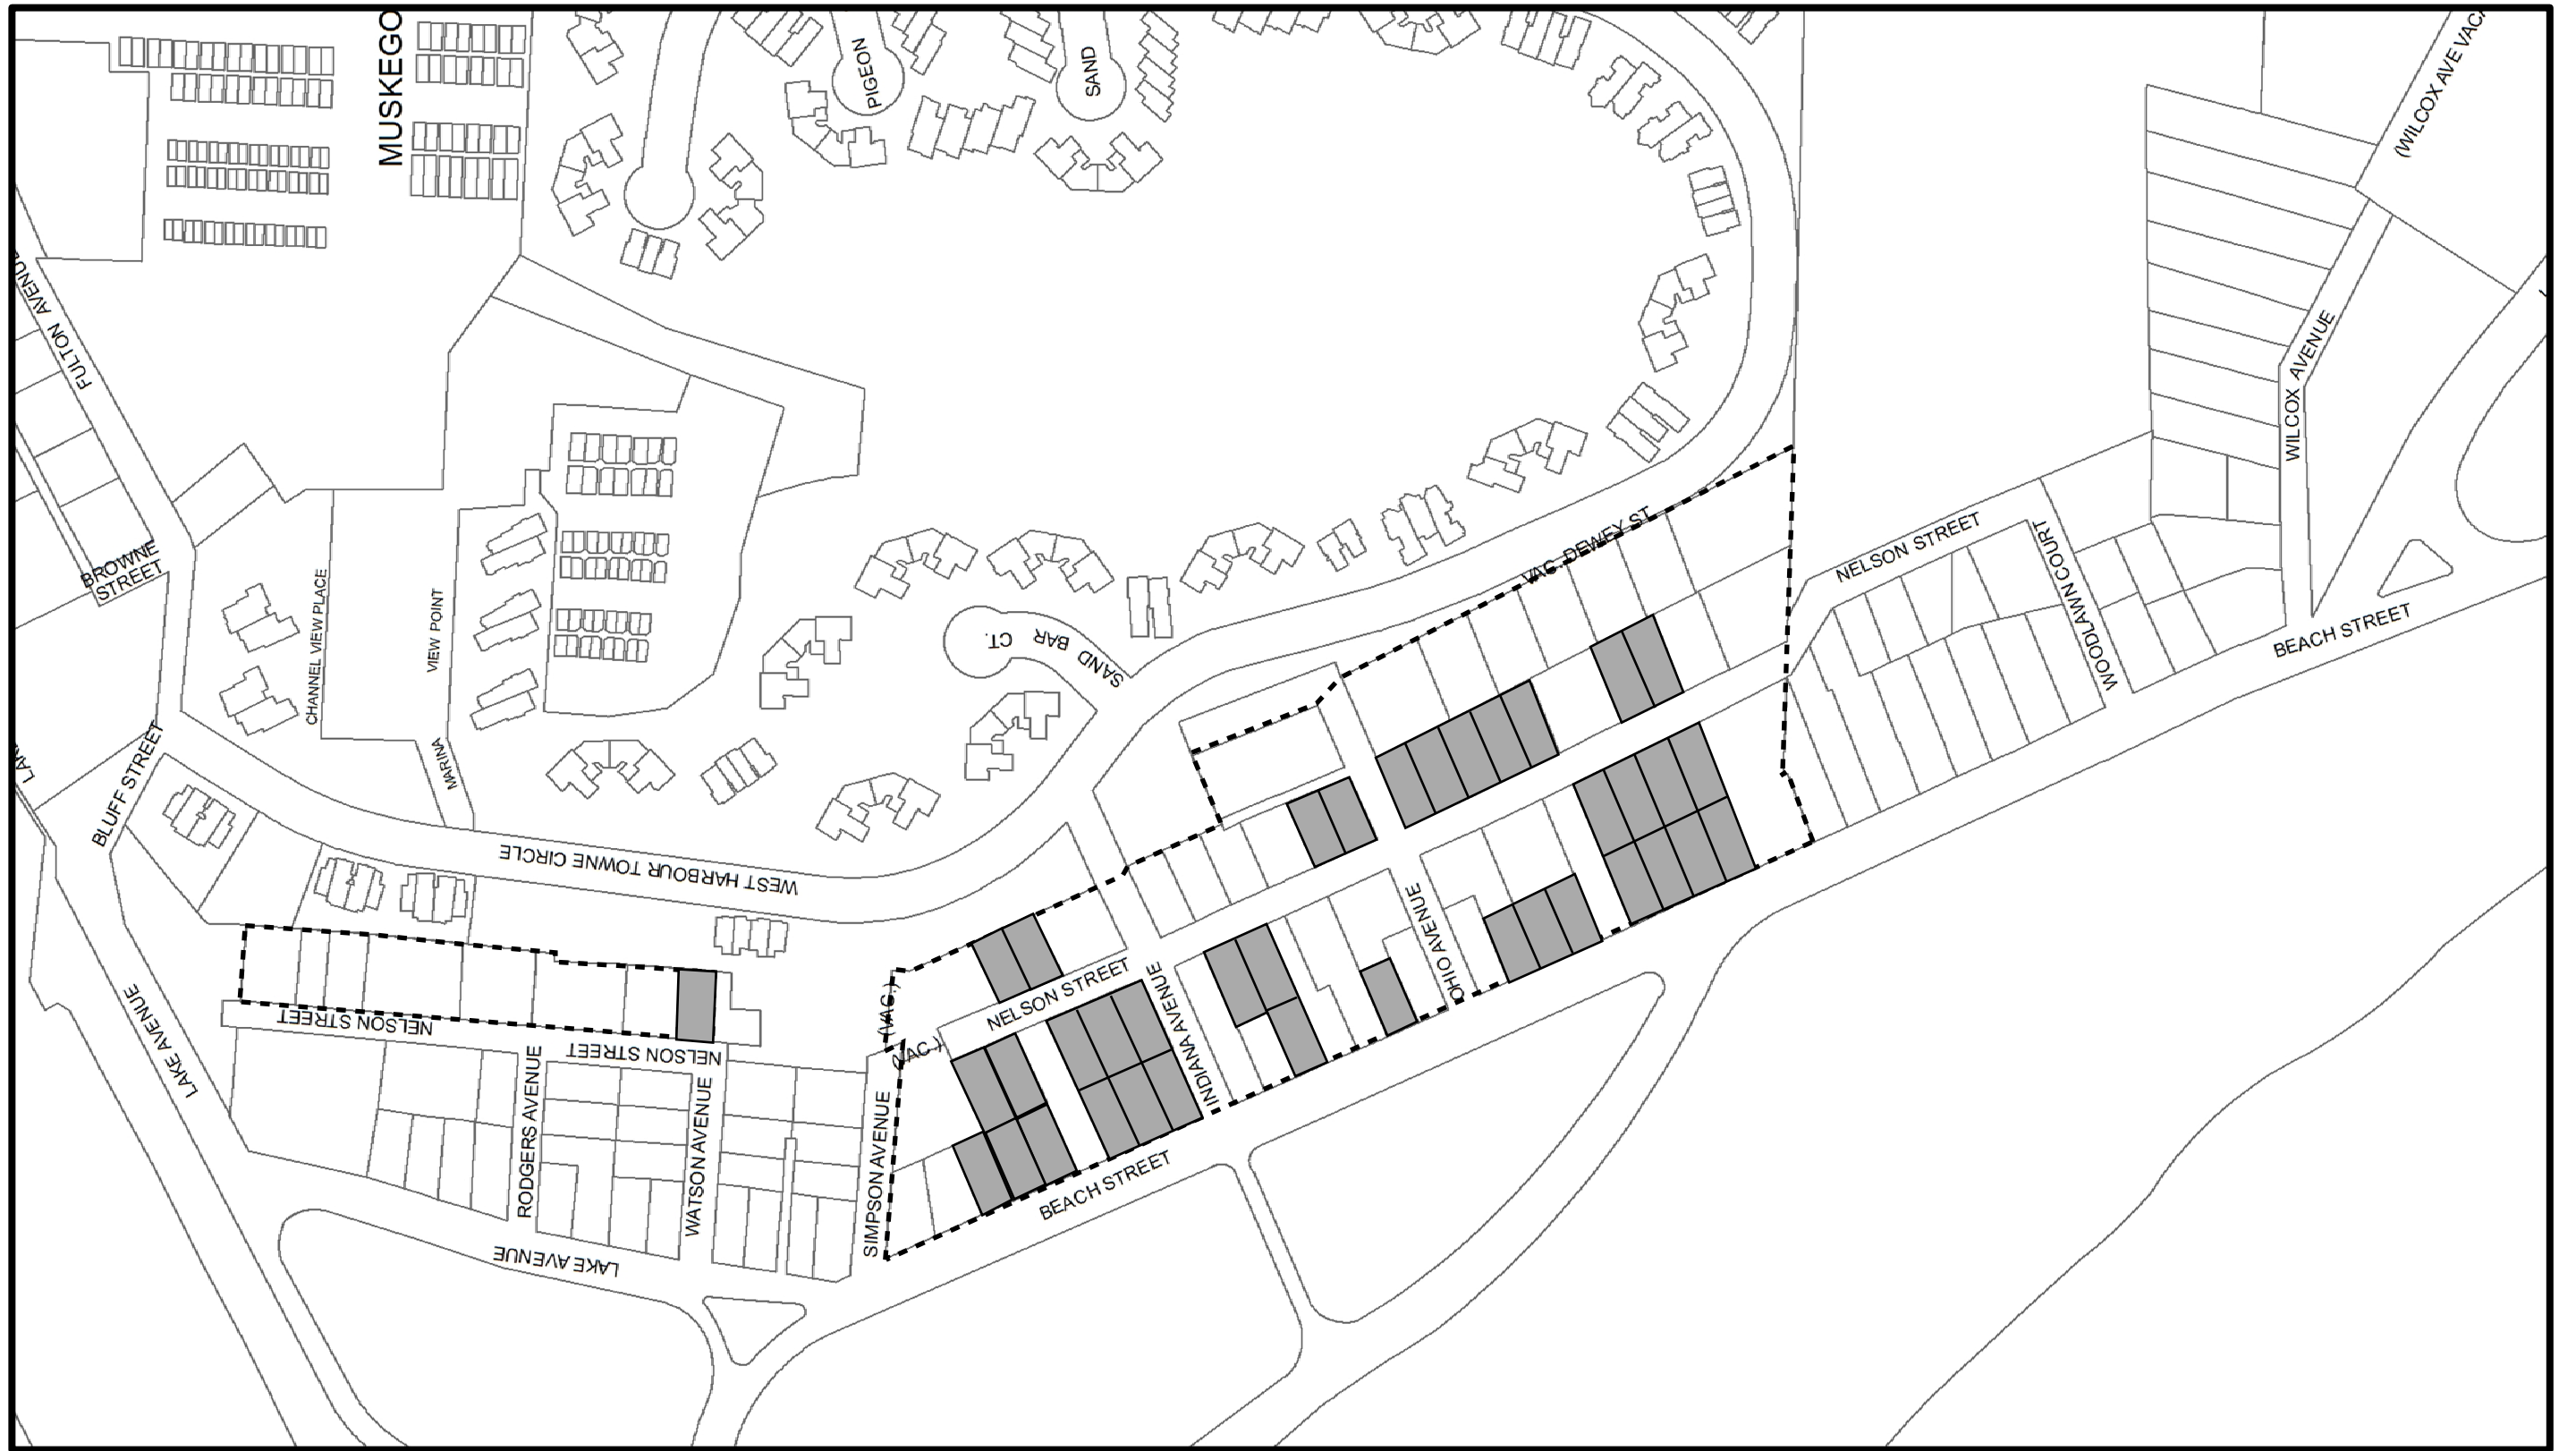 MUSKEGO
PIGEON
SAND
(WILCOX AVE VACA
FULTON AVENUE
WILCOX AVENUE
BROWNE
STREET
VAC. DEWEY ST.
NELSON STREET
WOODLAWN COURT
CHANNEL VIEW PLACE
VIEW POINT
MARINA
SAND BAR CT.
BEACH STREET
LAK
BLUFF STREET
WEST HARBOUR TOWNE CIRCLE
OHIO AVENUE
NELSON STREET
INDIANA AVENUE
(VAC.)
(VAC.)
LAKE AVENUE
NELSON STREET
NELSON STREET
RODGERS AVENUE
WATSON AVENUE
SIMPSON AVENUE
BEACH STREET
LAKE AVENUE